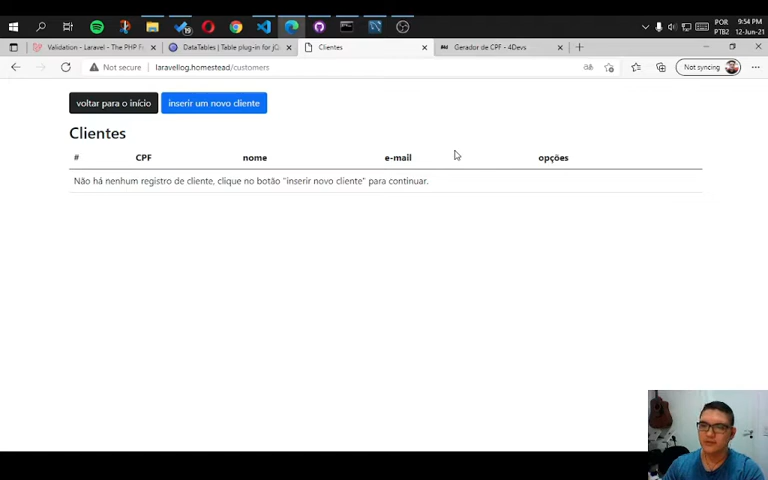 POR
9:54 PM
PTB2
12-Jun-21
19
Validation - Laravel - The PHP Fr
DataTables | Table plug-in for jQ
Clientes
Gerador de CPF - 4Devs
Not secure
laravellog.homestead/customers
Not syncing
voltar para o início
inserir um novo cliente
Clientes
# CPF nome e-mail opções
Não há nenhum registro de cliente, clique no botão "inserir novo cliente" para continuar.